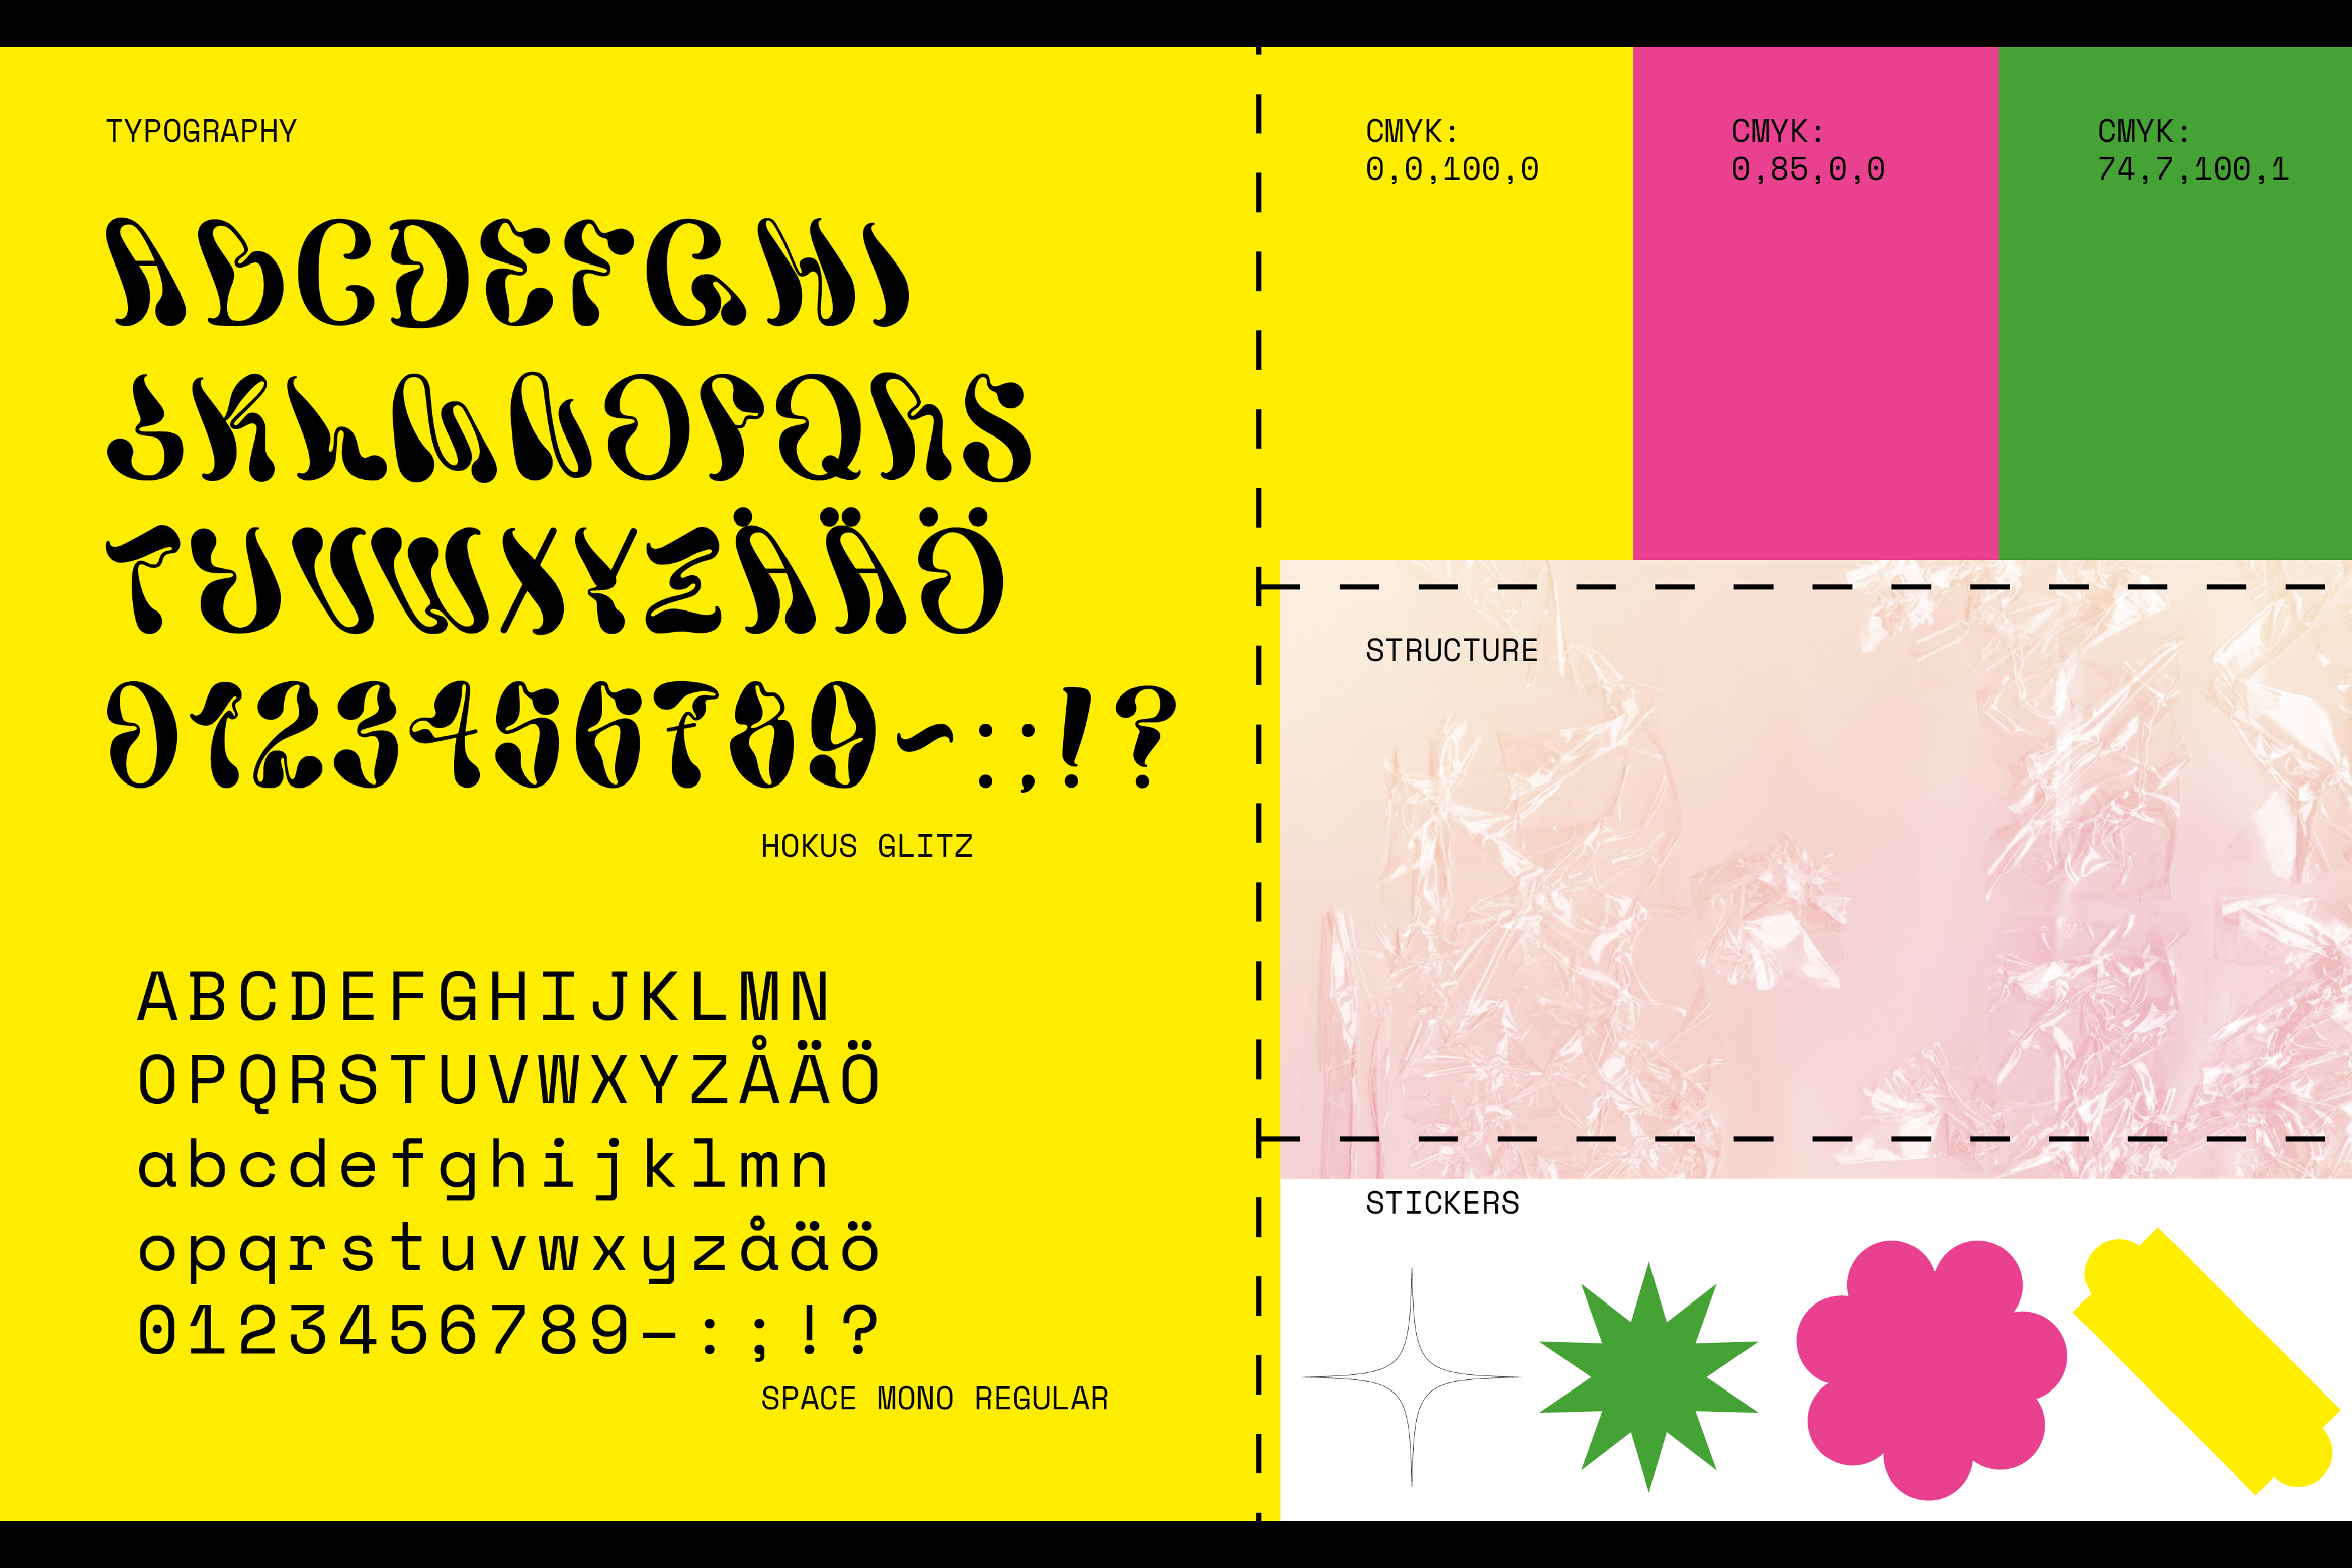 TYPOGRAPHY
ABCDEFGHI
JKLMNOPQRS
TUVWXYZÅÄÖ
0123456789-:;!?
HOKUS GLITZ
ABCDEFGHIJKLMN
OPQRSTUVWXYZÅÄÖ
abcdefghijklmn
opqrstuvwxyzåäö
0123456789-:;!?
SPACE MONO REGULAR
CMYK:
0,0,100,0
CMYK:
0,85,0,0
CMYK:
74,7,100,1
STRUCTURE
STICKERS